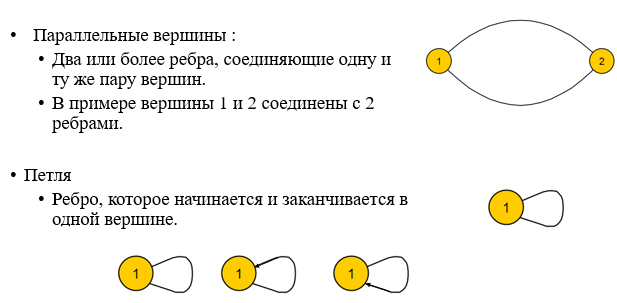 • Параллельные вершины :
• Два или более ребра, соединяющие одну и
ту же пару вершин.
• В примере вершины 1 и 2 соединены с 2
ребрами.
1
2
• Петля
• Ребро, которое начинается и заканчивается в
одной вершине.
1
1
1
1